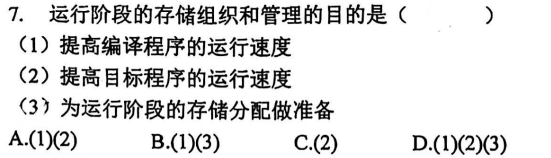 7. 运行阶段的存储组织和管理的目的是（ ）
（1）提高编译程序的运行速度
（2）提高目标程序的运行速度
（3）为运行阶段的存储分配做准备
A.(1)(2) B.(1)(3) C.(2) D.(1)(2)(3)